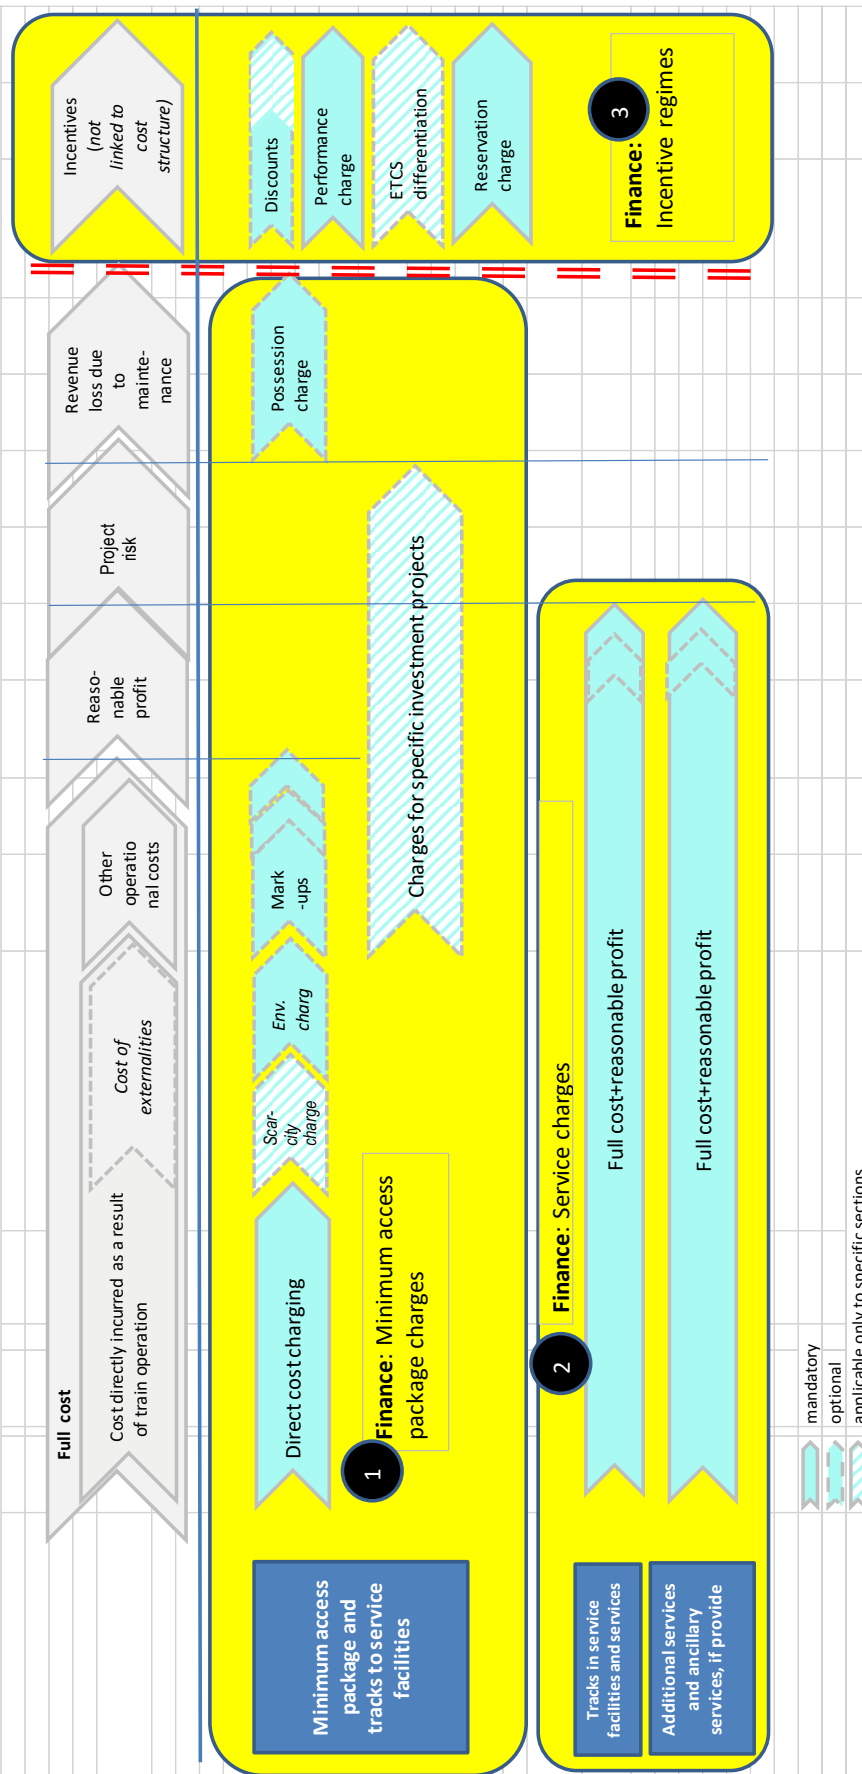 Full cost
Cost directly incurred as a result
of train operation
Cost of
externalities
Other
operatio
nal costs
Reaso-
nable
profit
Project
risk
Revenue
loss due
to
mainte-
nance
Incentives
(not
linked to
cost
structure)
Minimum access
package and
tracks to service
facilities
Direct cost charging
Scar-
city
charge
Env.
charg
Mark
-ups
Possession
charge
Charges for specific investment projects
1
Finance: Minimum access
package charges
Discounts
Performance
charge
ETCS
differentiation
Reservation
charge
3
Finance:
Incentive regimes
2
Finance: Service charges
Tracks in service
facilities and services
Full cost+reasonable profit
Additional services
and ancillary
services, if provide
Full cost+reasonable profit
mandatory
optional
applicable only to specific sections